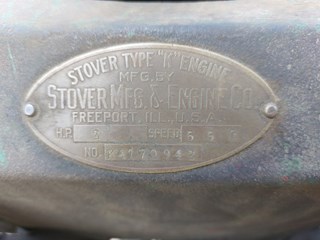 STOVER TYPE "K" ENGINE
MFG. BY
STOVER MFG. & ENGINE CO.
FREEPORT, ILL., U.S.A.
H.P. SPEED
NO.